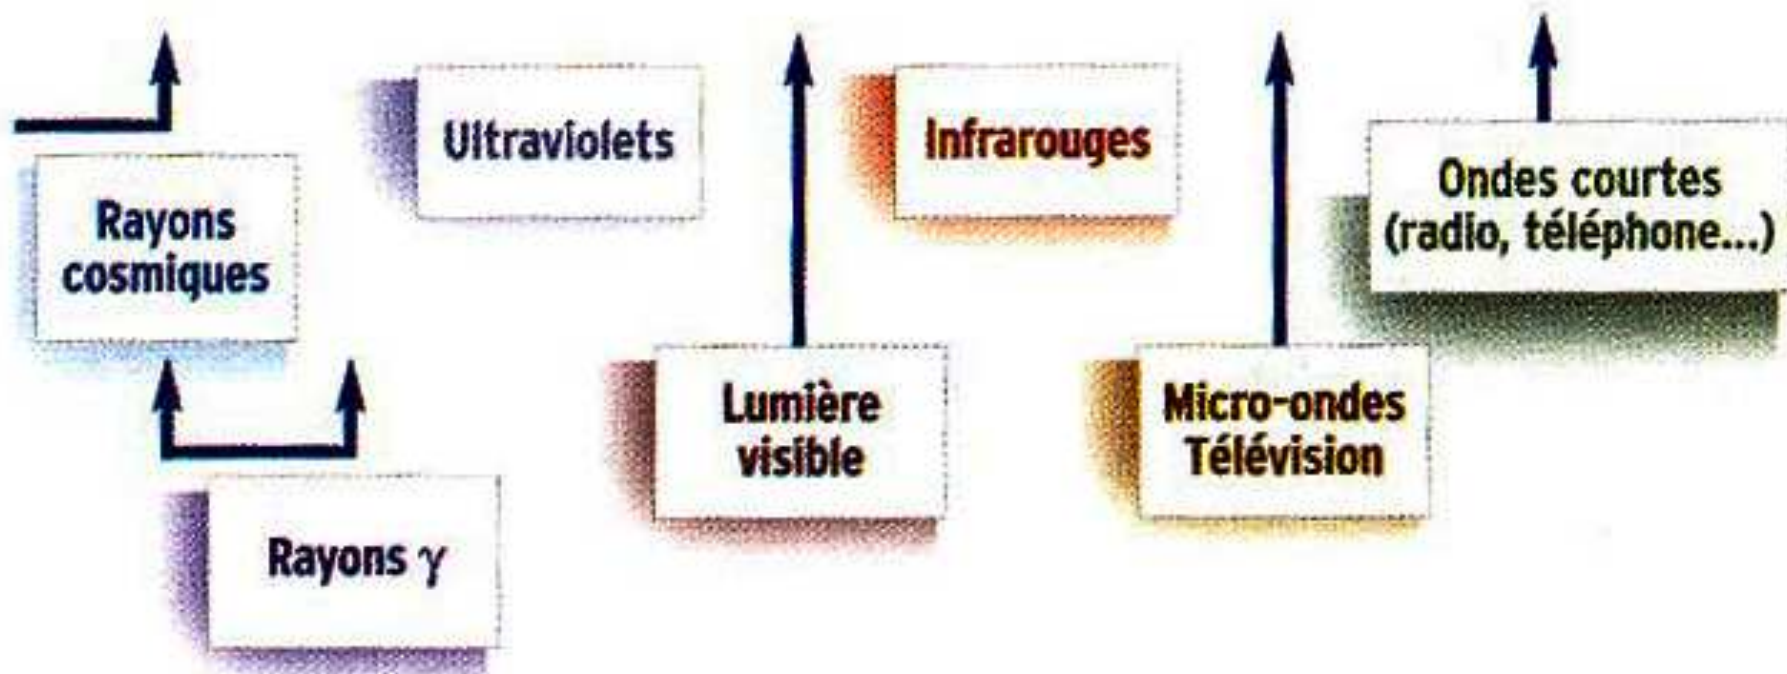 Ultraviolets
Infrarouges
Ondes courtes
(radio, téléphone...)
Rayons
cosmiques
Lumière
visible
Micro-ondes
Télévision
Rayons γ